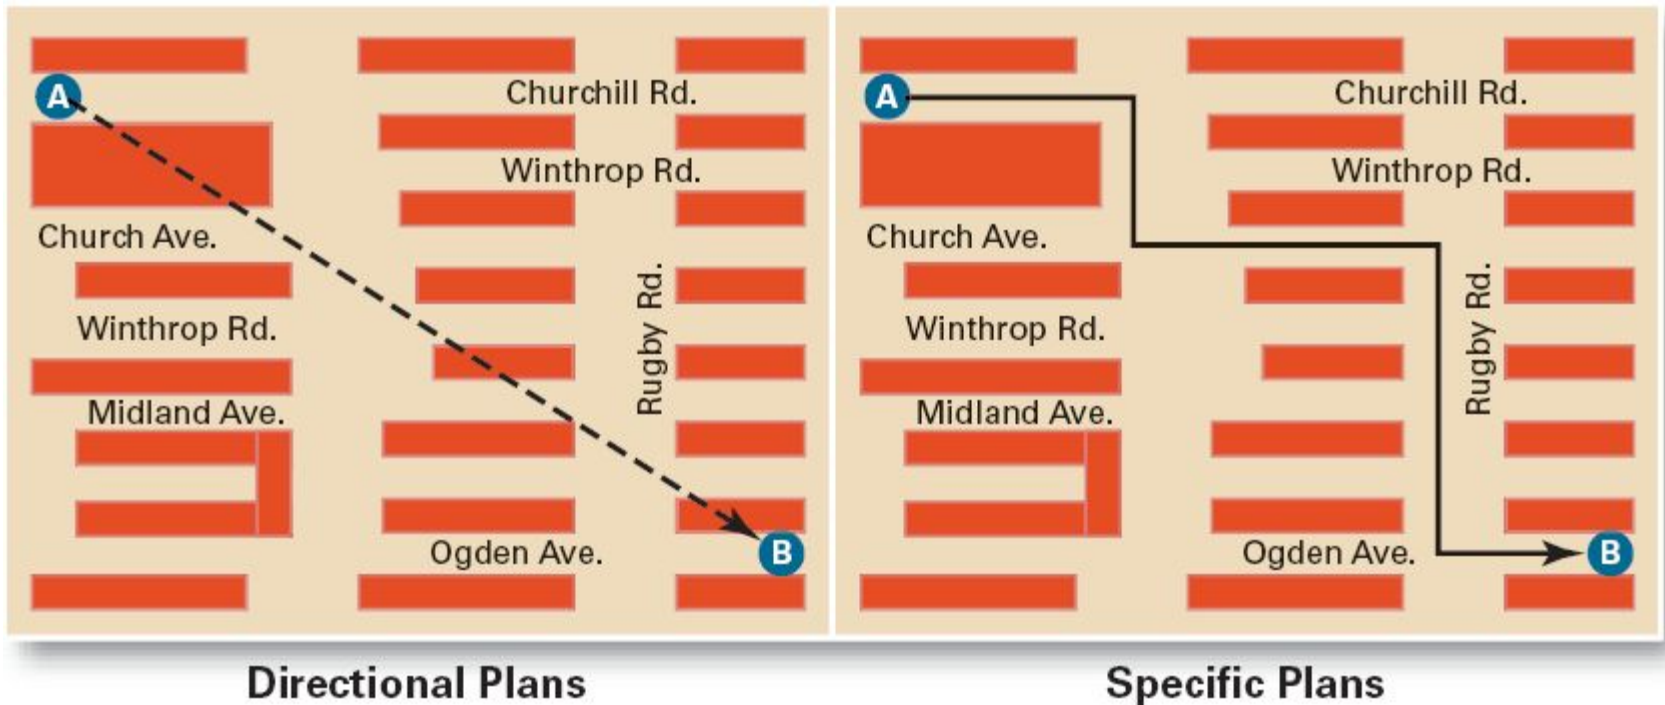 A
Churchill Rd.
Winthrop Rd.
Church Ave.
Winthrop Rd.
Rugby Rd.
Midland Ave.
Ogden Ave.
B
Directional Plans
A
Churchill Rd.
Winthrop Rd.
Church Ave.
Winthrop Rd.
Rugby Rd.
Midland Ave.
Ogden Ave.
B
Specific Plans